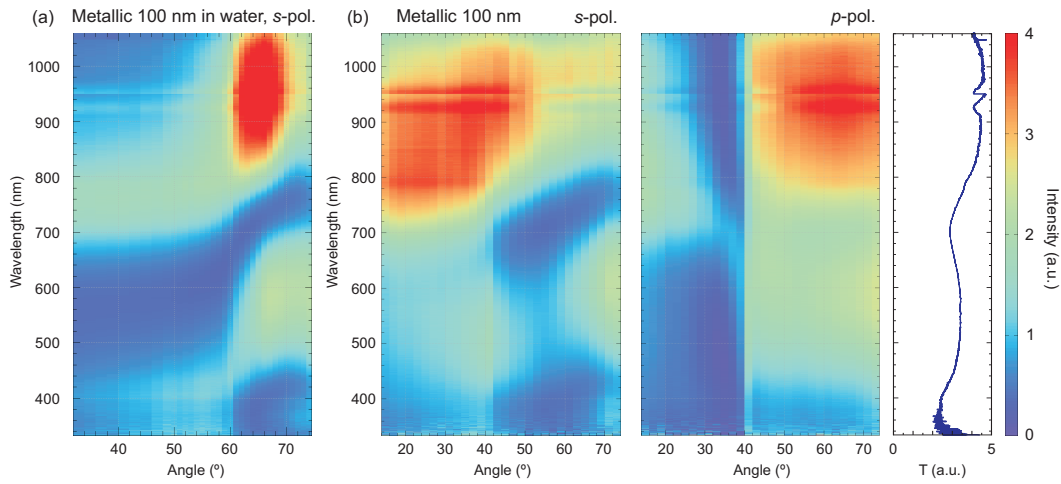 (a) Metallic 100 nm in water, s-pol.
(b) Metallic 100 nm s-pol. p-pol.
Wavelength (nm)
1000
900
800
700
600
500
400
40 50 60 70
Angle (º)
Wavelength (nm)
1000
900
800
700
600
500
400
20 30 40 50 60 70
Angle (º)
20 30 40 50 60 70
Angle (º)
0 5
T (a.u.)
4
3
2
1
0
Intensity (a.u.)